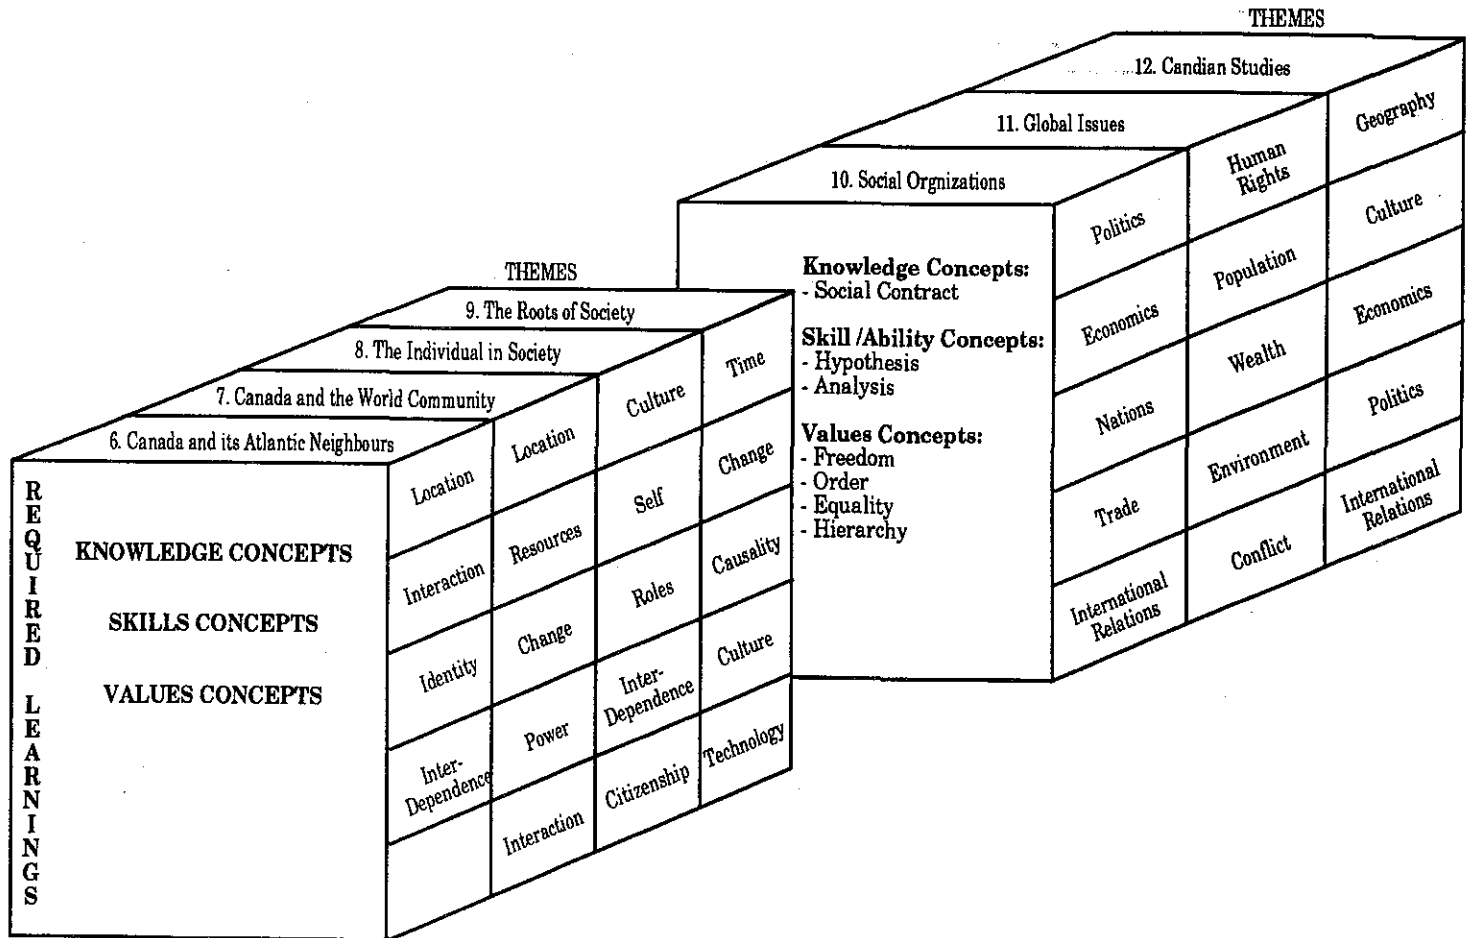 THEMES
12. Candian Studies
11. Global Issues
10. Social Orgnizations
Knowledge Concepts:
- Social Contract
Skill /Ability Concepts:
- Hypothesis
- Analysis
Values Concepts:
- Freedom
- Order
- Equality
- Hierarchy
Politics
Economics
Nations
Trade
International
Relations
Human
Rights
Population
Wealth
Environment
Conflict
Geography
Culture
Economics
Politics
International
Relations
THEMES
9. The Roots of Society
8. The Individual in Society
7. Canada and the World Community
6. Canada and its Atlantic Neighbours
REQUIRED LEARNINGS
KNOWLEDGE CONCEPTS
SKILLS CONCEPTS
VALUES CONCEPTS
Location
Interaction
Identity
Inter-
Dependence
Location
Resources
Change
Power
Interaction
Culture
Self
Roles
Inter-
Dependence
Citizenship
Time
Change
Causality
Culture
Technology